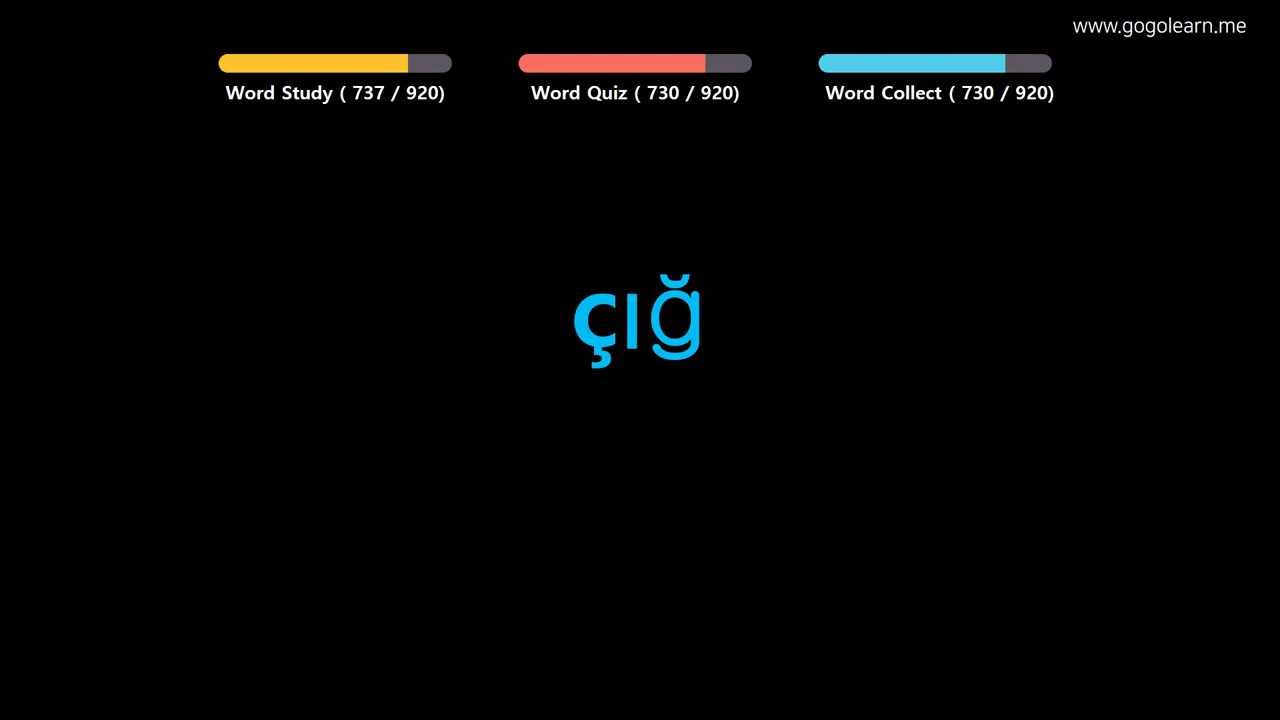 www.gogolearn.me
Word Study ( 737 / 920)
Word Quiz ( 730 / 920)
Word Collect ( 730 / 920)
çığ